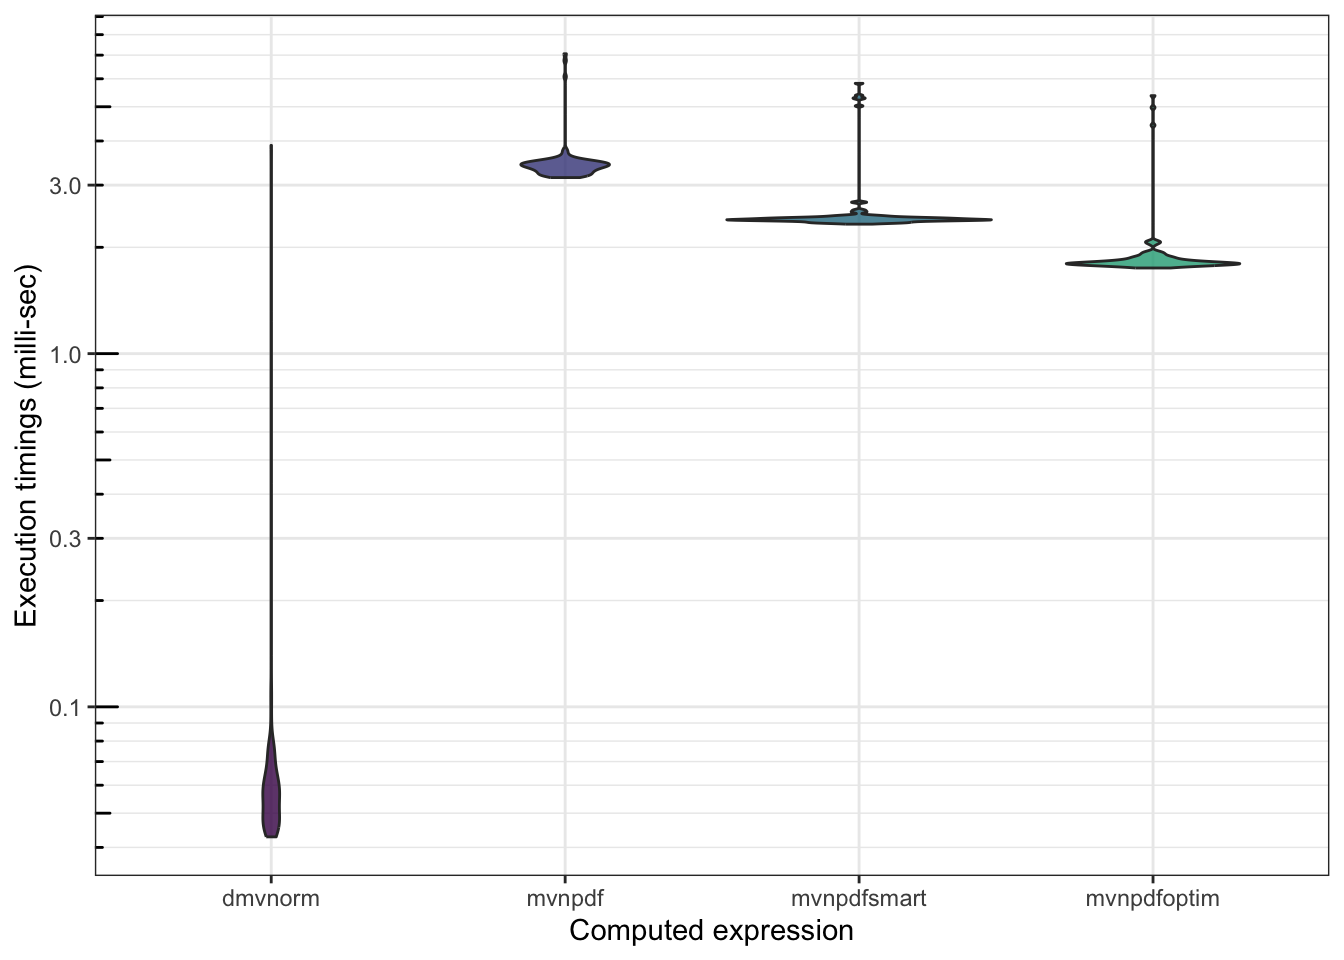 Execution timings (milli-sec)
3.0
1.0
0.3
0.1
dmvnorm mvnpdf mvnpdfsmart mvnpdfoptim
Computed expression